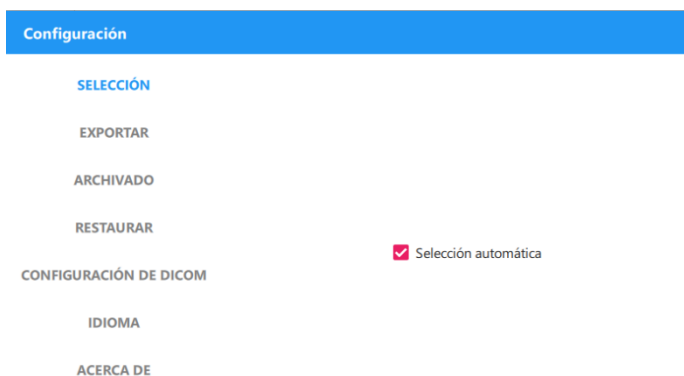 Configuración
SELECCIÓN
EXPORTAR
ARCHIVADO
RESTAURAR
Selección automática
CONFIGURACIÓN DE DICOM
IDIOMA
ACERCA DE